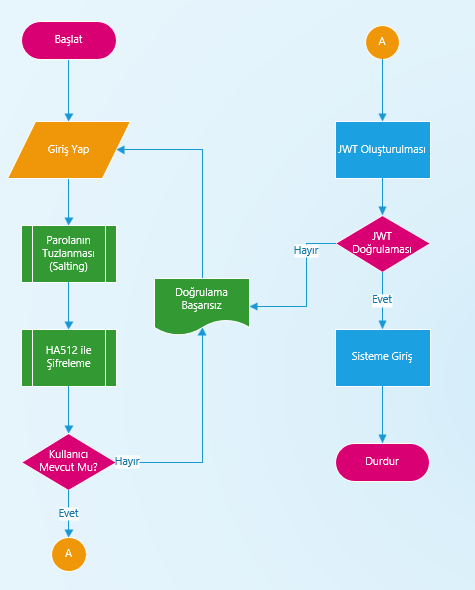 Başlat
Giriş Yap
Parolanın
Tuzlanması
(Salting)
HA512 ile
Şifreleme
Kullanıcı
Mevcut Mu?
Hayır
Evet
A
Doğrulama
Başarısız
A
JWT Oluşturulması
JWT
Doğrulaması
Hayır
Evet
Sisteme Giriş
Durdur